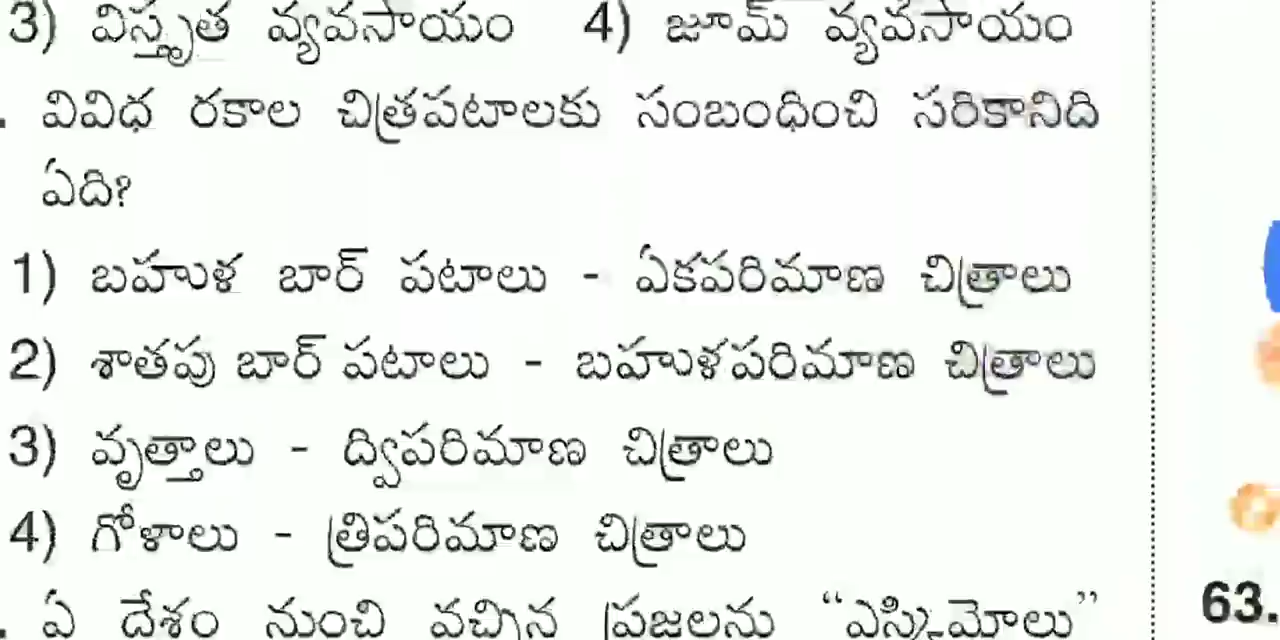 3) విస్తృత వ్యవసాయం 4) జూమ్ వ్యవసాయం
. వివిధ రకాల చిత్రపటాలకు సంబంధించి సరికానిది
ఏది?
1) బహుళ బార్ పటాలు - ఏకపరిమాణ చిత్రాలు
2) శాతపు బార్ పటాలు - బహుళపరిమాణ చిత్రాలు
3) వృత్తాలు - ద్విపరిమాణ చిత్రాలు
4) గోళాలు - త్రిపరిమాణ చిత్రాలు
. ఏ దేశం నుంచి వచ్చిన ప్రజలను “ఎస్కిమోలు”
63.